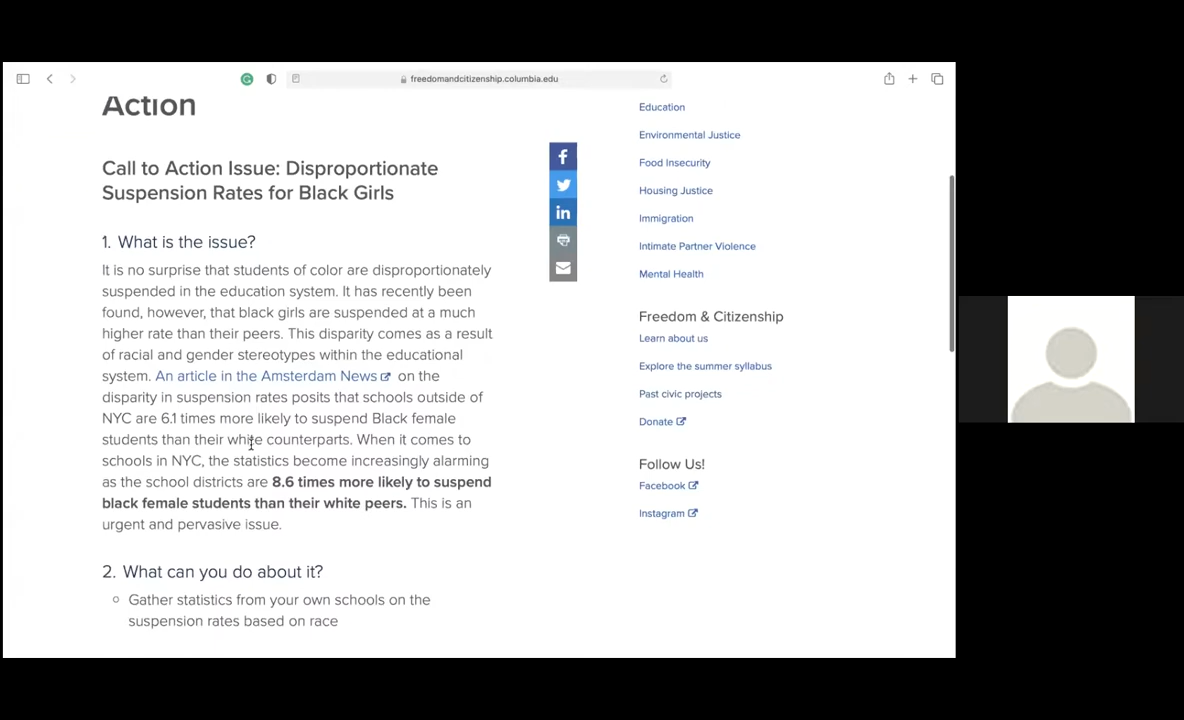 freedomandcitizenship.columbia.edu
Action
Call to Action Issue: Disproportionate
Suspension Rates for Black Girls
1. What is the issue?
It is no surprise that students of color are disproportionately
suspended in the education system. It has recently been
found, however, that black girls are suspended at a much
higher rate than their peers. This disparity comes as a result
of racial and gender stereotypes within the educational
system. An article in the Amsterdam News on the
disparity in suspension rates posits that schools outside of
NYC are 6.1 times more likely to suspend Black female
students than their white counterparts. When it comes to
schools in NYC, the statistics become increasingly alarming
as the school districts are 8.6 times more likely to suspend
black female students than their white peers. This is an
urgent and pervasive issue.
2. What can you do about it?
Gather statistics from your own schools on the
suspension rates based on race
Education
Environmental Justice
Food Insecurity
Housing Justice
Immigration
Intimate Partner Violence
Mental Health
Freedom & Citizenship
Learn about us
Explore the summer syllabus
Past civic projects
Donate
Follow Us!
Facebook
Instagram